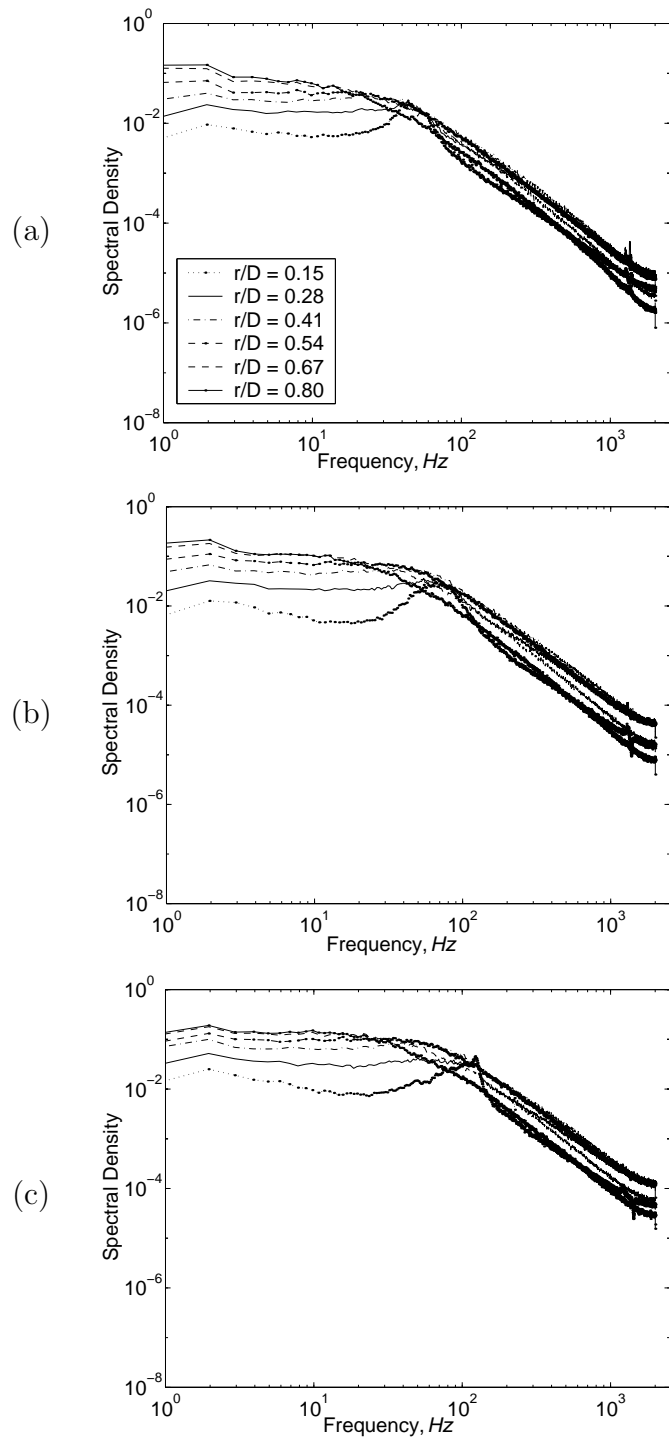 (a)
10^0
10^−2
10^−4
10^−6
10^−8
Spectral Density
r/D = 0.15
r/D = 0.28
r/D = 0.41
r/D = 0.54
r/D = 0.67
r/D = 0.80
10^0 10^1 10^2 10^3
Frequency, Hz
(b)
10^0
10^−2
10^−4
10^−6
10^−8
Spectral Density
10^0 10^1 10^2 10^3
Frequency, Hz
(c)
10^0
10^−2
10^−4
10^−6
10^−8
Spectral Density
10^0 10^1 10^2 10^3
Frequency, Hz